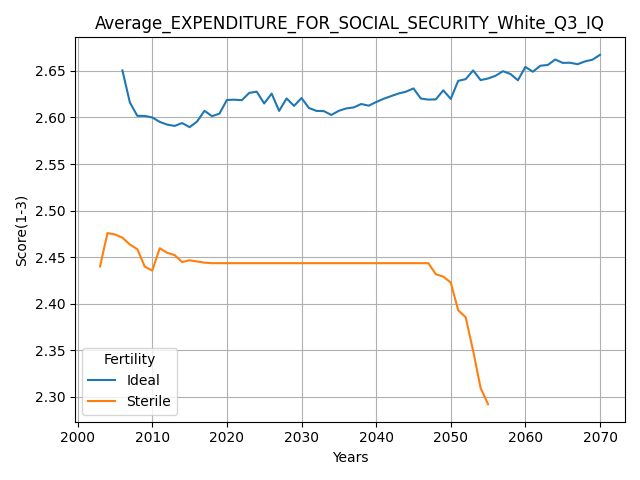 Average_EXPENDITURE_FOR_SOCIAL_SECURITY_White_Q3_IQ
Score(1-3)
2.65
2.60
2.55
2.50
2.45
2.40
2.35
2.30
Fertility
Ideal
Sterile
2000 2010 2020 2030 2040 2050 2060 2070
Years